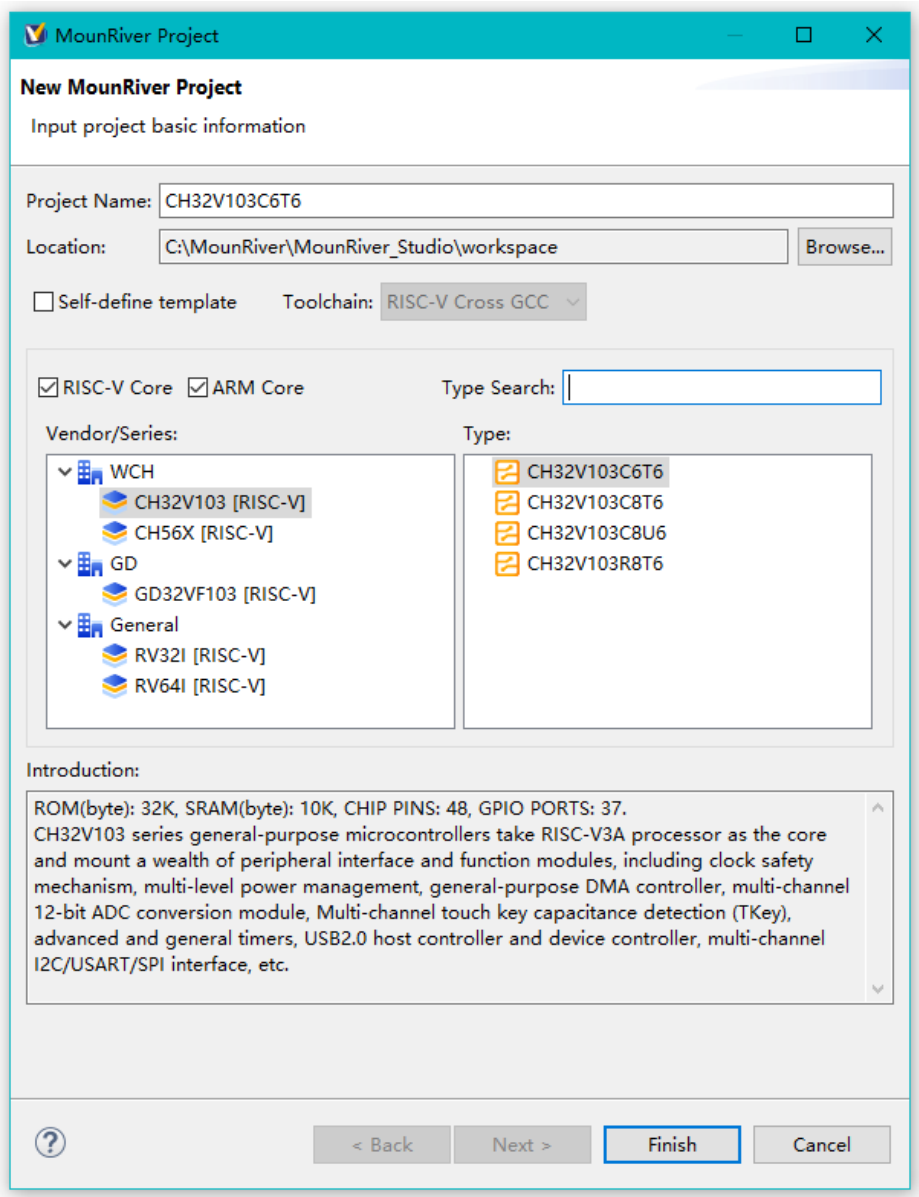 MounRiver Project
New MounRiver Project
Input project basic information
Project Name: CH32V103C6T6
Location: C:\MounRiver\MounRiver_Studio\workspace Browse...
Self-define template Toolchain: RISC-V Cross GCC
RISC-V Core ARM Core Type Search:
Vendor/Series: Type:
WCH CH32V103C6T6
CH32V103 [RISC-V] CH32V103C8T6
CH56X [RISC-V] CH32V103C8U6
GD CH32V103R8T6
GD32VF103 [RISC-V]
General
RV32I [RISC-V]
RV64I [RISC-V]
Introduction:
ROM(byte): 32K, SRAM(byte): 10K, CHIP PINS: 48, GPIO PORTS: 37.
CH32V103 series general-purpose microcontrollers take RISC-V3A processor as the core
and mount a wealth of peripheral interface and function modules, including clock safety
mechanism, multi-level power management, general-purpose DMA controller, multi-channel
12-bit ADC conversion module, Multi-channel touch key capacitance detection (TKey),
advanced and general timers, USB2.0 host controller and device controller, multi-channel
I2C/USART/SPI interface, etc.
? < Back Next > Finish Cancel